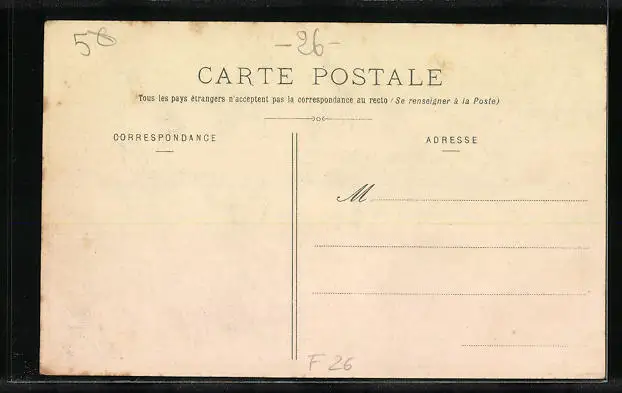 50 -26-
CARTE POSTALE
Tous les pays étrangers n'acceptent pas la correspondance au recto (Se renseigner à la Poste)
CORRESPONDANCE ADRESSE
M
F 26